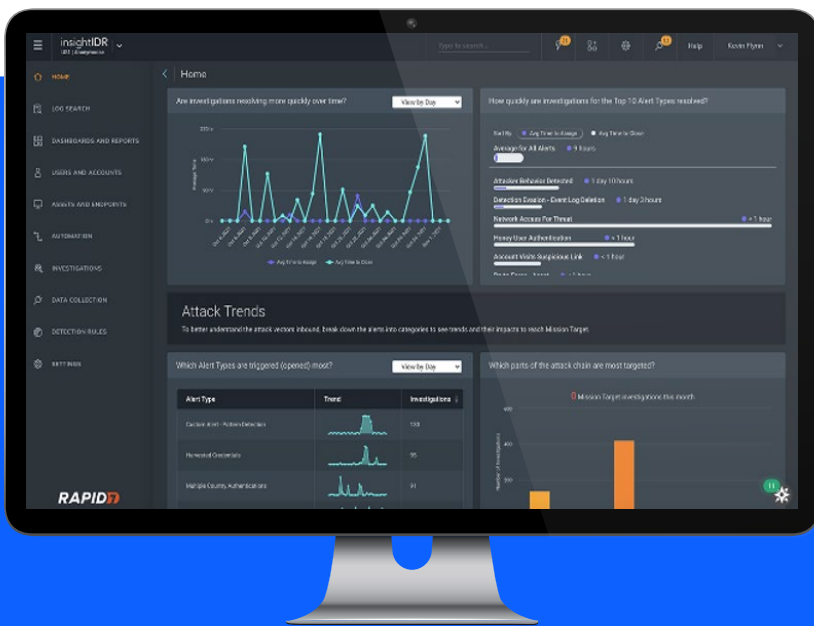 insightIDR
Type to search...
Help
Kevin Flynn
HOME
LOG SEARCH
DASHBOARDS AND REPORTS
USERS AND ACCOUNTS
ASSETS AND ENDPOINTS
AUTOMATION
INVESTIGATIONS
DATA COLLECTION
DETECTION RULES
SETTINGS
RAPID7
Home
Are investigations resolving more quickly over time?
View by Day
Average Time
Avg Time to Assign
Avg Time to Close
How quickly are investigations for the Top 10 Alert Types resolved?
Sort By
Avg Time to Assign
Avg Time to Close
Average for All Alerts
9 hours
Attacker Behavior Detected
1 day 10 hours
Detection Evasion - Event Log Deletion
1 day 3 hours
Network Access For Threat
< 1 hour
Honey User Authentication
< 1 hour
Account Visits Suspicious Link
< 1 hour
Attack Trends
To better understand the attack vectors inbound, break down the alerts into categories to see trends and their impacts to reach Mission Target
Which Alert Types are triggered (opened) most?
View by Day
Alert Type
Trend
Investigations
Custom Alert - Pattern Detection
Harvested Credentials
95
Multiple Country Authentications
91
Which parts of the attack chain are most targeted?
0 Mission Target investigations this month
Number of Investigations